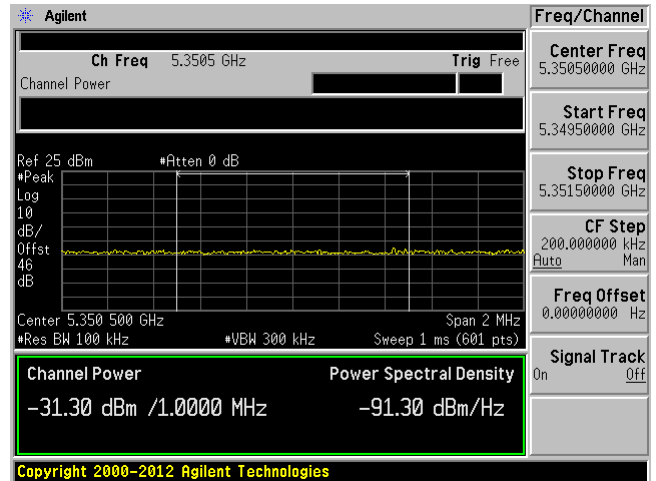 Agilent
Freq/Channel
Ch Freq 5.3505 GHz Trig Free
Channel Power
Center Freq
5.35050000 GHz
Start Freq
5.34950000 GHz
Stop Freq
5.35150000 GHz
CF Step
200.000000 kHz
Auto Man
Freq Offset
0.00000000 Hz
Signal Track
On Off
Ref 25 dBm #Atten 0 dB
#Peak
Log
10
dB/
Offst
46
dB
Center 5.350 500 GHz Span 2 MHz
#Res BW 100 kHz #VBW 300 kHz Sweep 1 ms (601 pts)
Channel Power Power Spectral Density
-31.30 dBm /1.0000 MHz -91.30 dBm/Hz
Copyright 2000-2012 Agilent Technologies